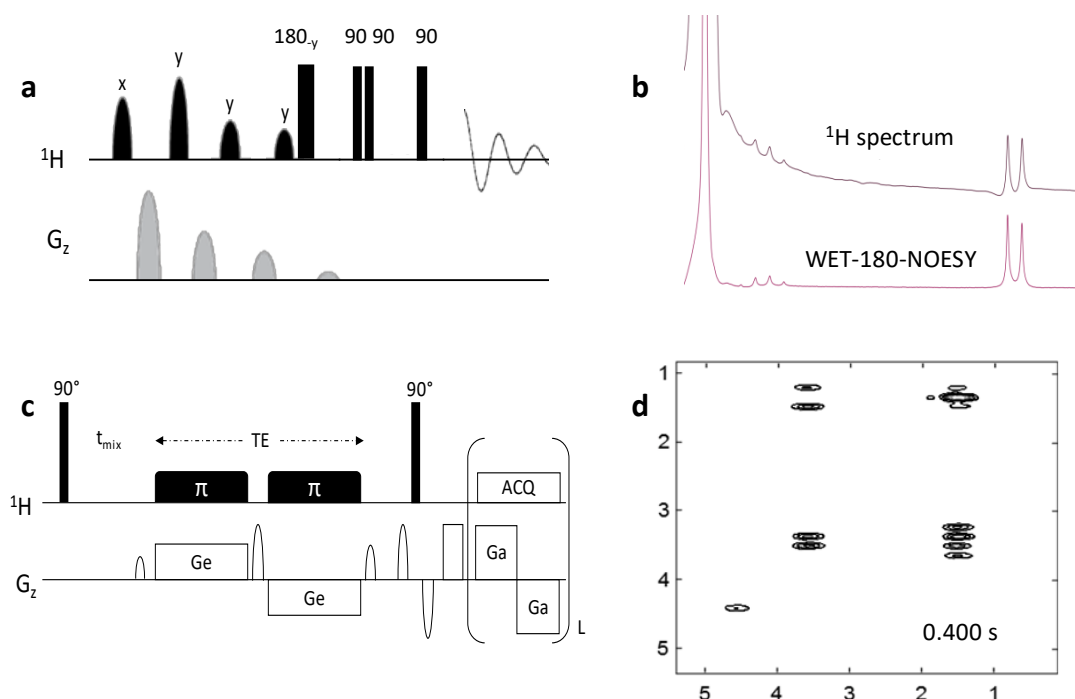 a
180-y 90 90 90
x y y y
1H
Gz
b
1H spectrum
WET-180-NOESY
c
90° 90°
tmix TE
π π ACQ
1H
Ge Ga
Gz
Ge Ga
L
d
1
2
3
4
5
0.400 s
5 4 3 2 1